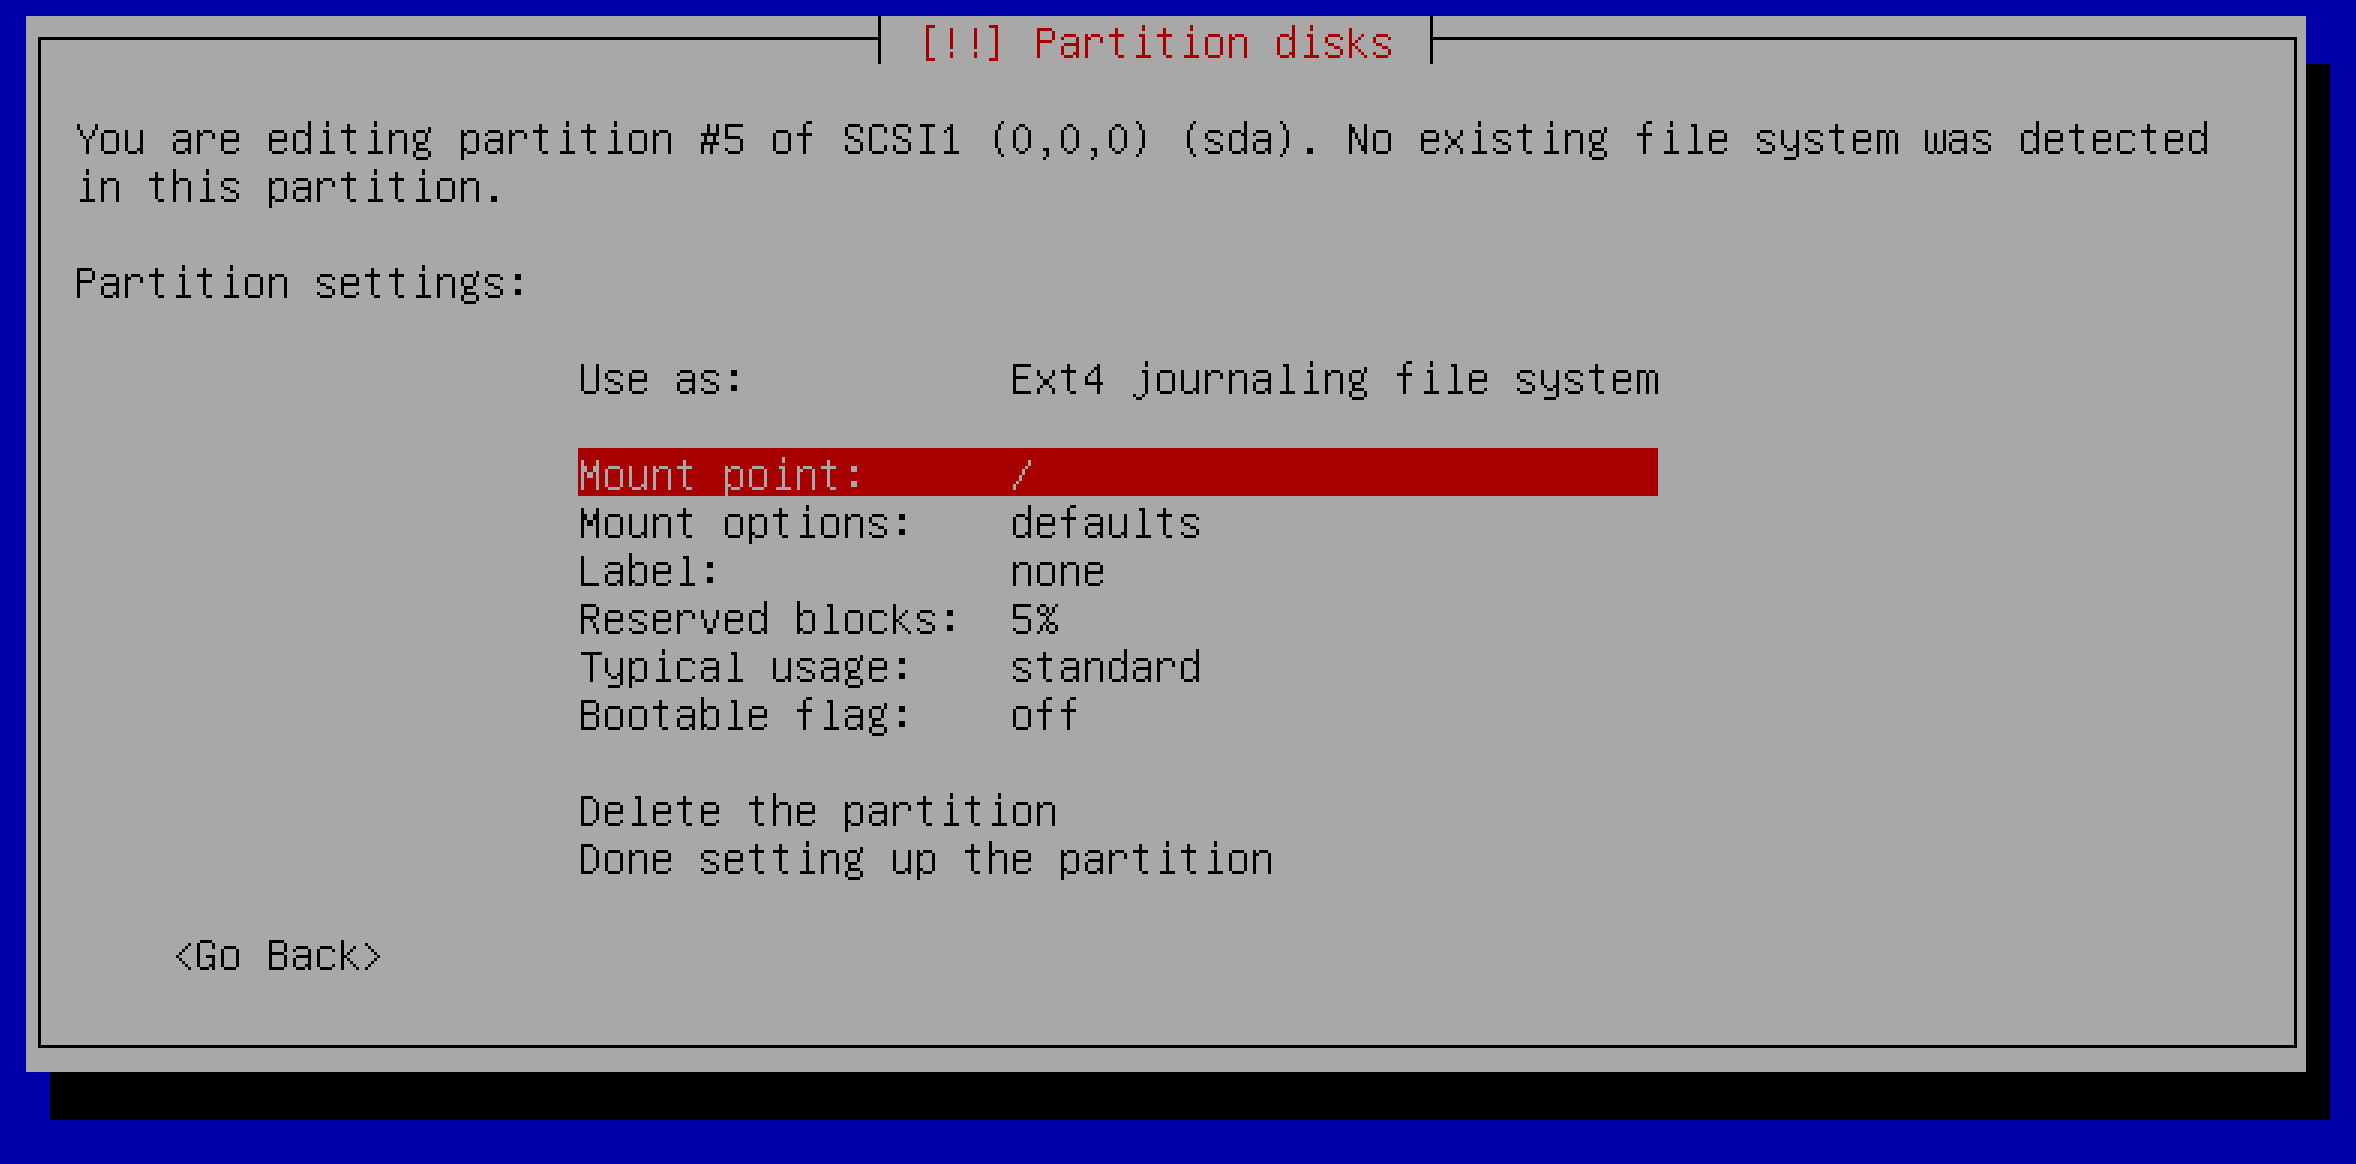 [!!] Partition disks
You are editing partition #5 of SCSI1 (0,0,0) (sda). No existing file system was detected
in this partition.
Partition settings:
Use as: Ext4 journaling file system
Mount point: /
Mount options: defaults
Label: none
Reserved blocks: 5%
Typical usage: standard
Bootable flag: off
Delete the partition
Done setting up the partition
<Go Back>